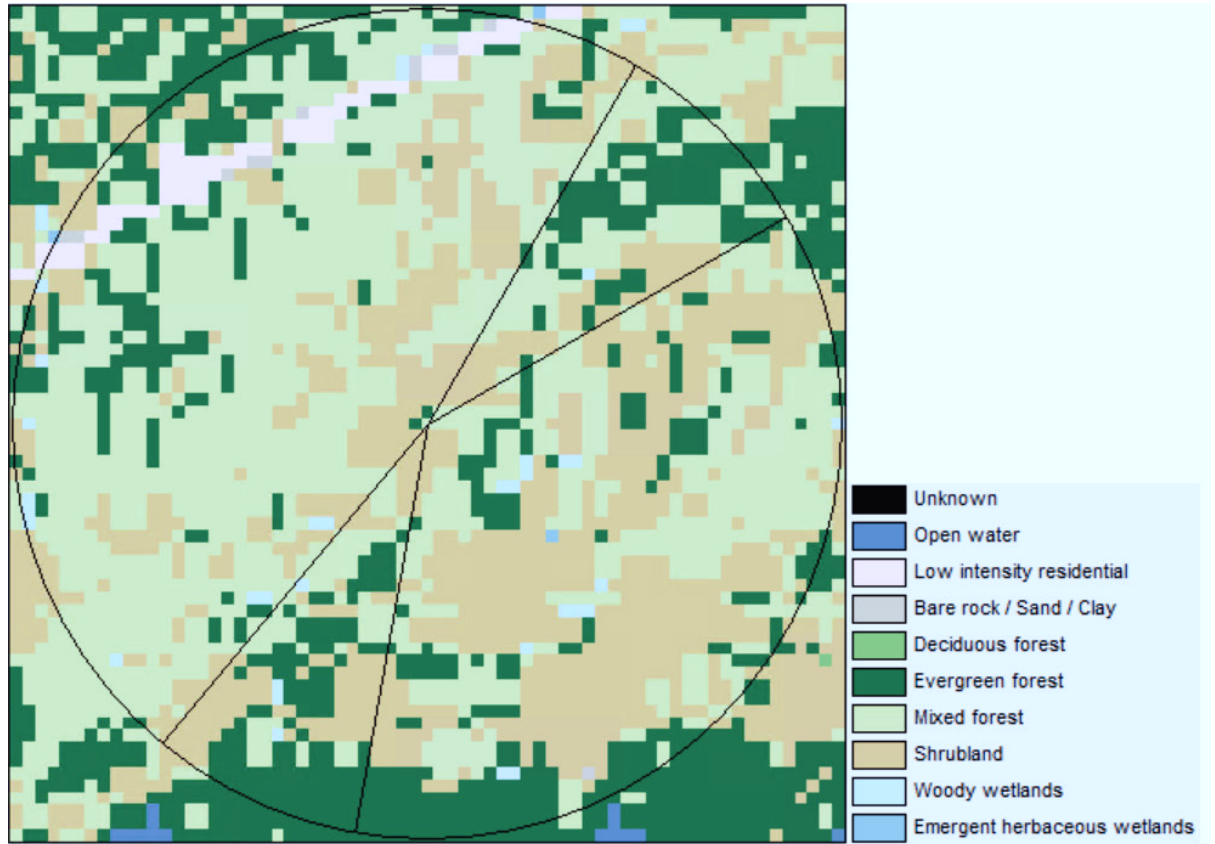 Unknown
Open water
Low intensity residential
Bare rock / Sand / Clay
Deciduous forest
Evergreen forest
Mixed forest
Shrubland
Woody wetlands
Emergent herbaceous wetlands